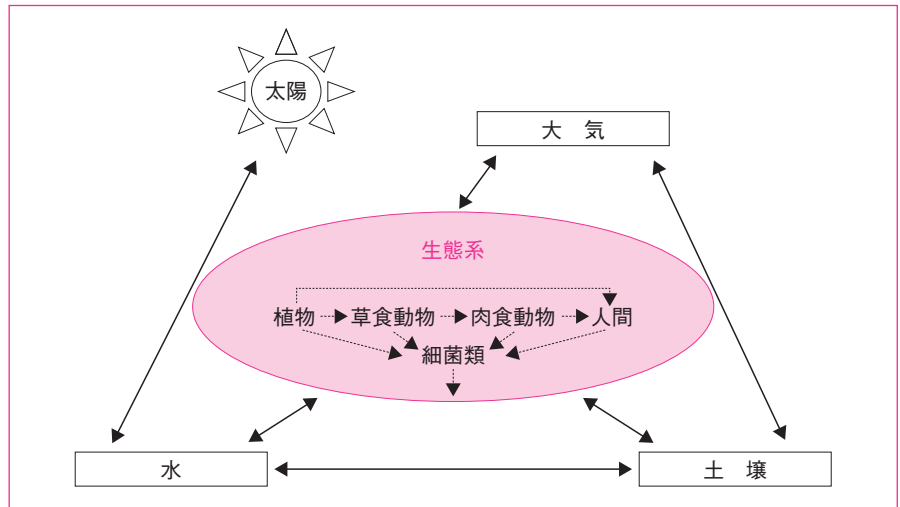 太陽
大 気
生態系
植物 草食動物 肉食動物 人間
細菌類
水
土 壌